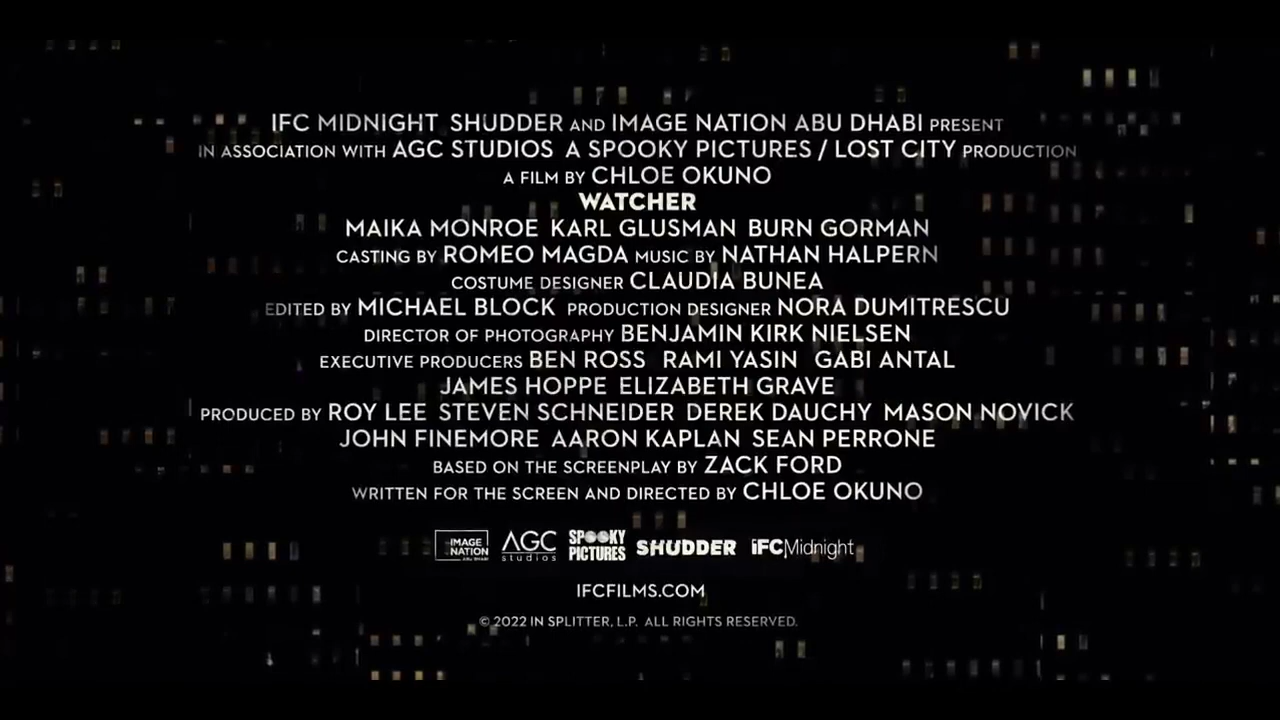 IFC MIDNIGHT SHUDDER AND IMAGE NATION ABU DHABI PRESENT
IN ASSOCIATION WITH AGC STUDIOS A SPOOKY PICTURES / LOST CITY PRODUCTION
A FILM BY CHLOE OKUNO
WATCHER
MAIKA MONROE KARL GLUSMAN BURN GORMAN
CASTING BY ROMEO MAGDA MUSIC BY NATHAN HALPERN
COSTUME DESIGNER CLAUDIA BUNEA
EDITED BY MICHAEL BLOCK PRODUCTION DESIGNER NORA DUMITRESCU
DIRECTOR OF PHOTOGRAPHY BENJAMIN KIRK NIELSEN
EXECUTIVE PRODUCERS BEN ROSS RAMI YASIN GABI ANTAL
JAMES HOPPE ELIZABETH GRAVE
PRODUCED BY ROY LEE STEVEN SCHNEIDER DEREK DAUCHY MASON NOVICK
JOHN FINEMORE AARON KAPLAN SEAN PERRONE
BASED ON THE SCREENPLAY BY ZACK FORD
WRITTEN FOR THE SCREEN AND DIRECTED BY CHLOE OKUNO
IMAGE NATION ABU DHABI AGC studios SPOOKY PICTURES SHUDDER iFC Midnight
IFCFILMS.COM
© 2022 IN SPLITTER, L.P. ALL RIGHTS RESERVED.